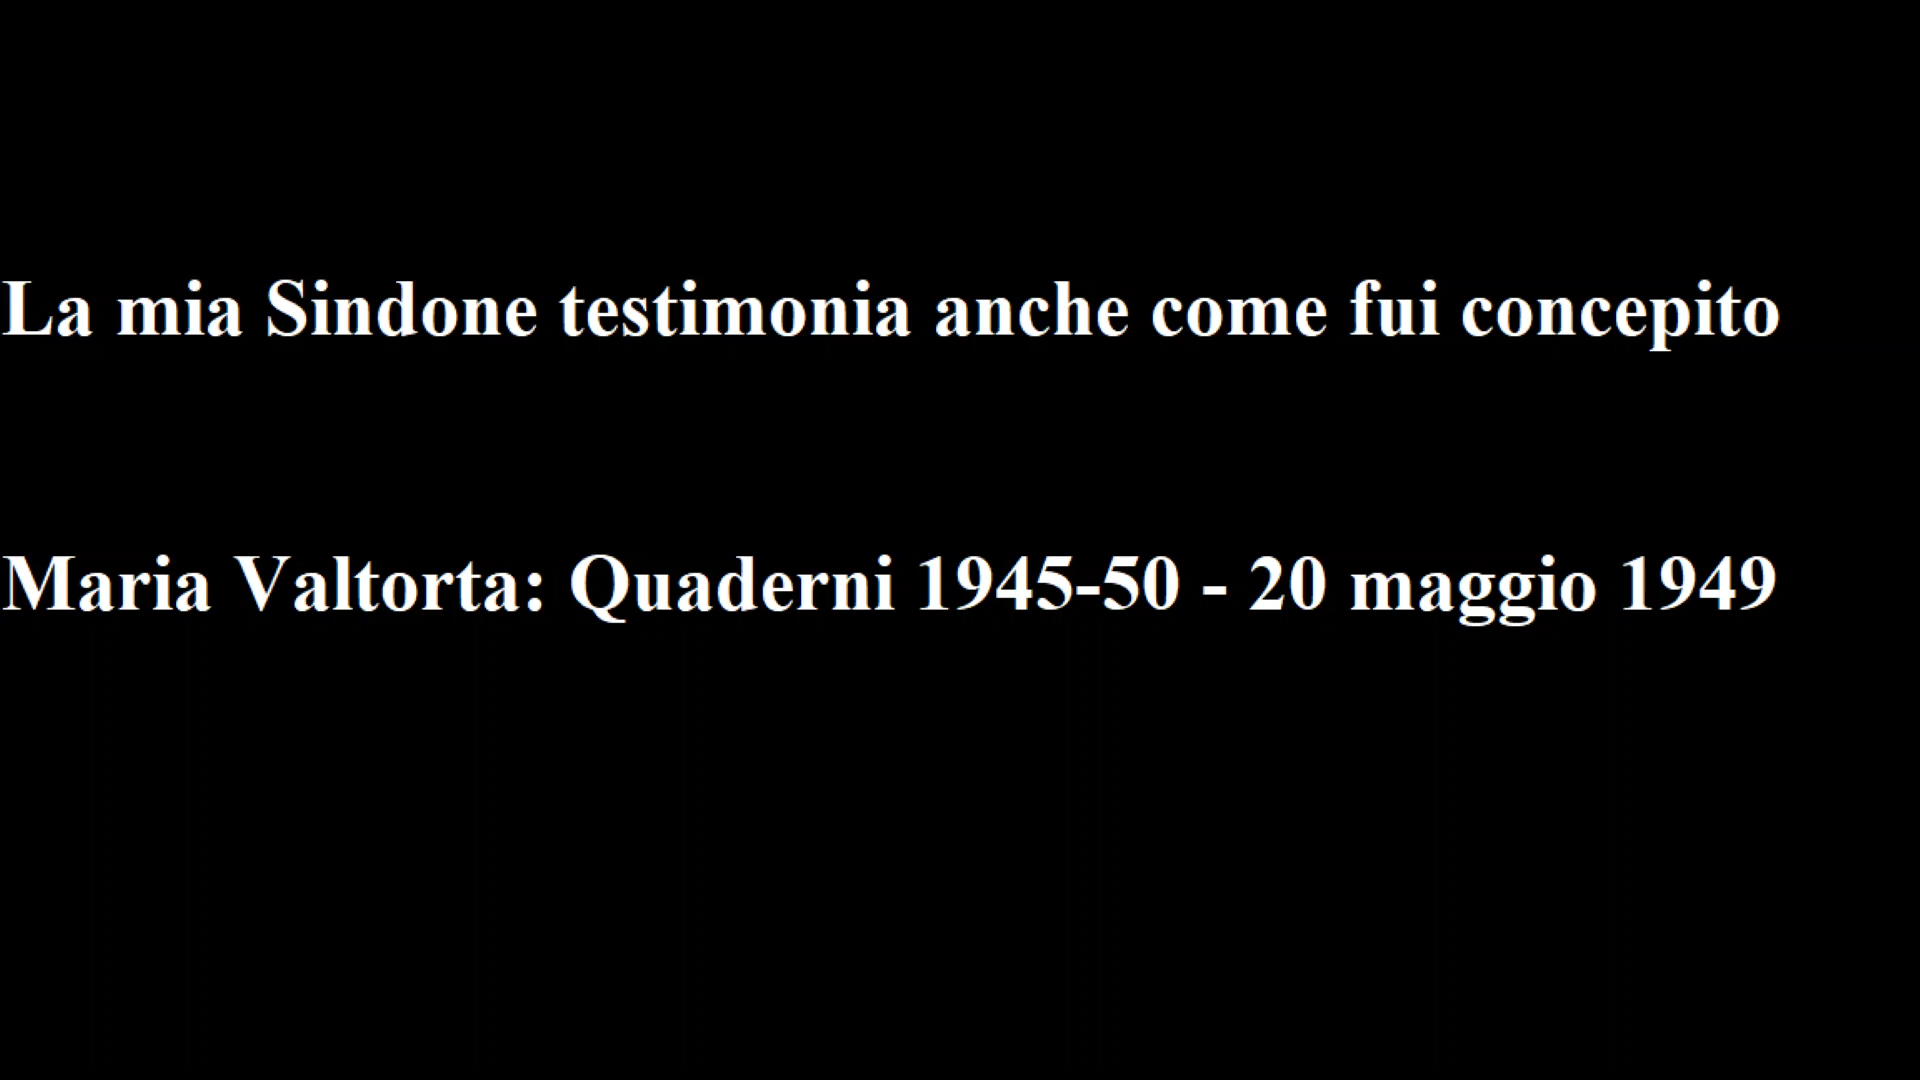 La mia Sindone testimonia anche come fui concepito
Maria Valtorta: Quaderni 1945-50 - 20 maggio 1949